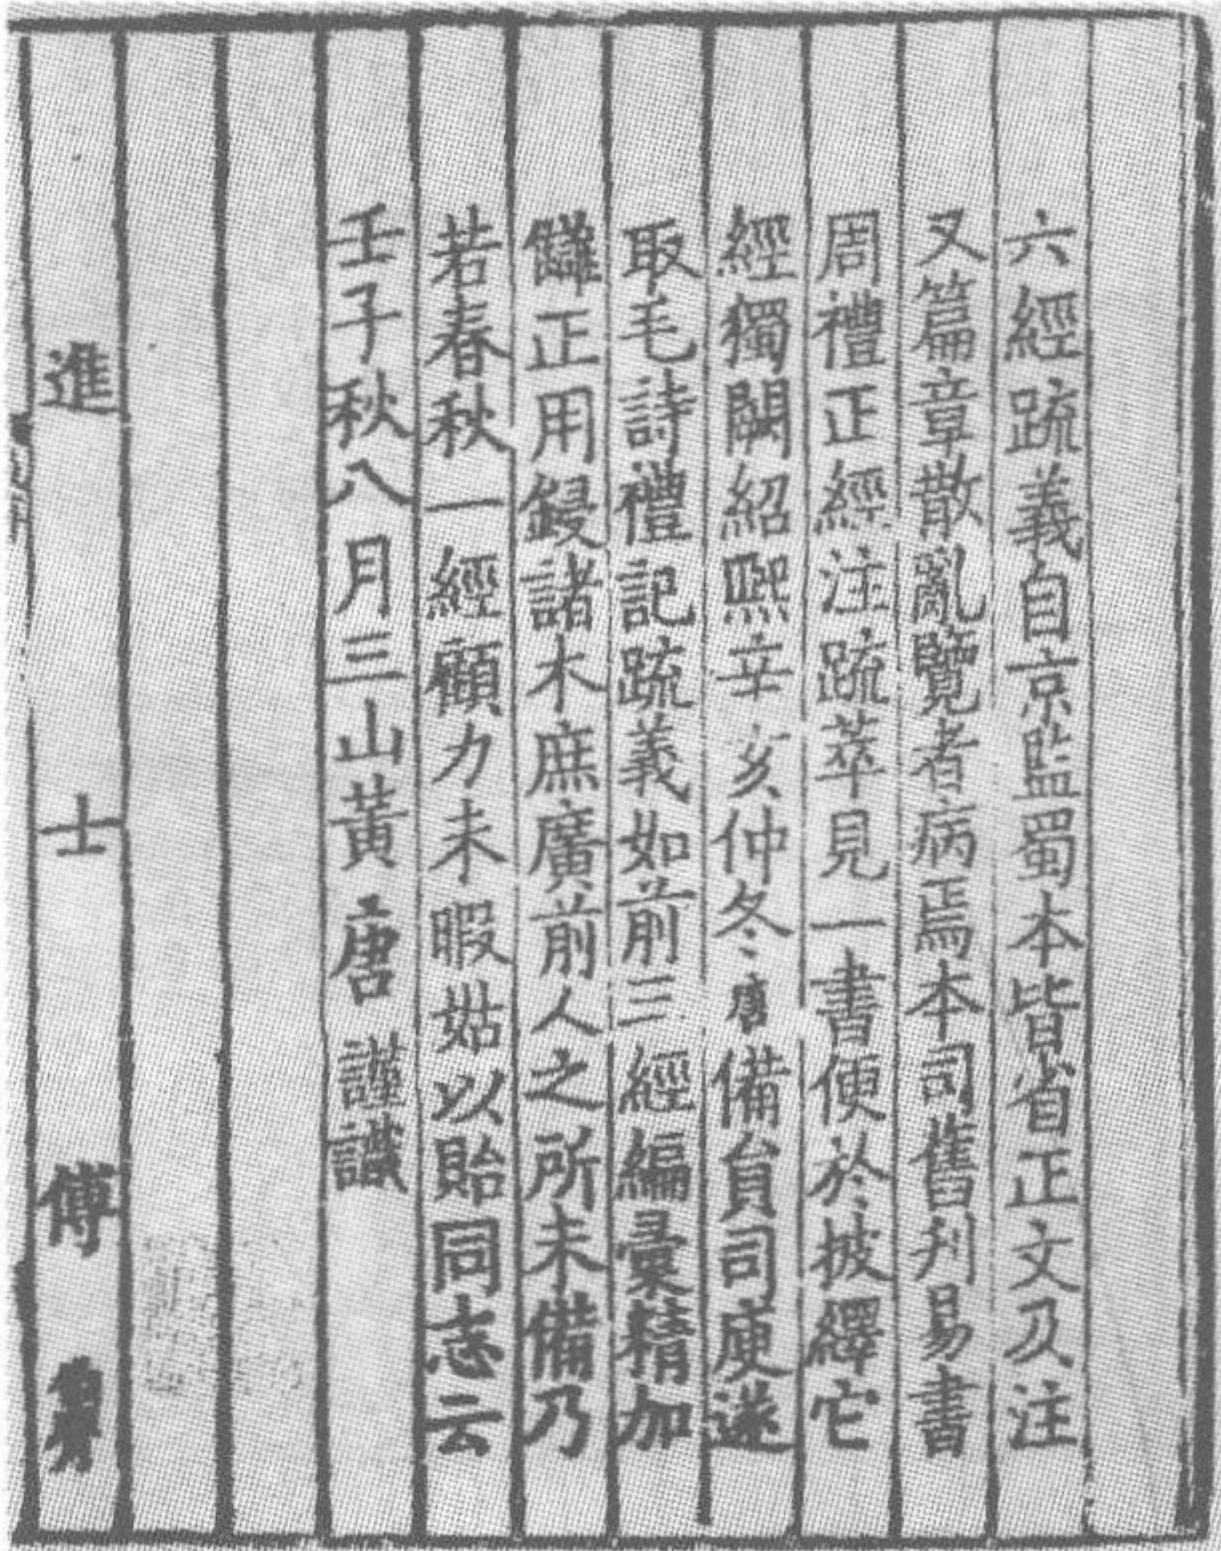 六經疏義自京監蜀本皆省正文及注
又篇章散亂覽者病焉本司舊刋易書
周禮正經注疏萃見一書便於披繹它
經獨闕紹熙辛亥仲冬唐備貟司庾遂
取毛詩禮記疏義如前三經編彙精加
讎正用鋟諸木庶廣前人之所未備乃
若春秋一經顧力未暇姑以貽同志云
壬子秋八月三山黃唐謹識
進士傅